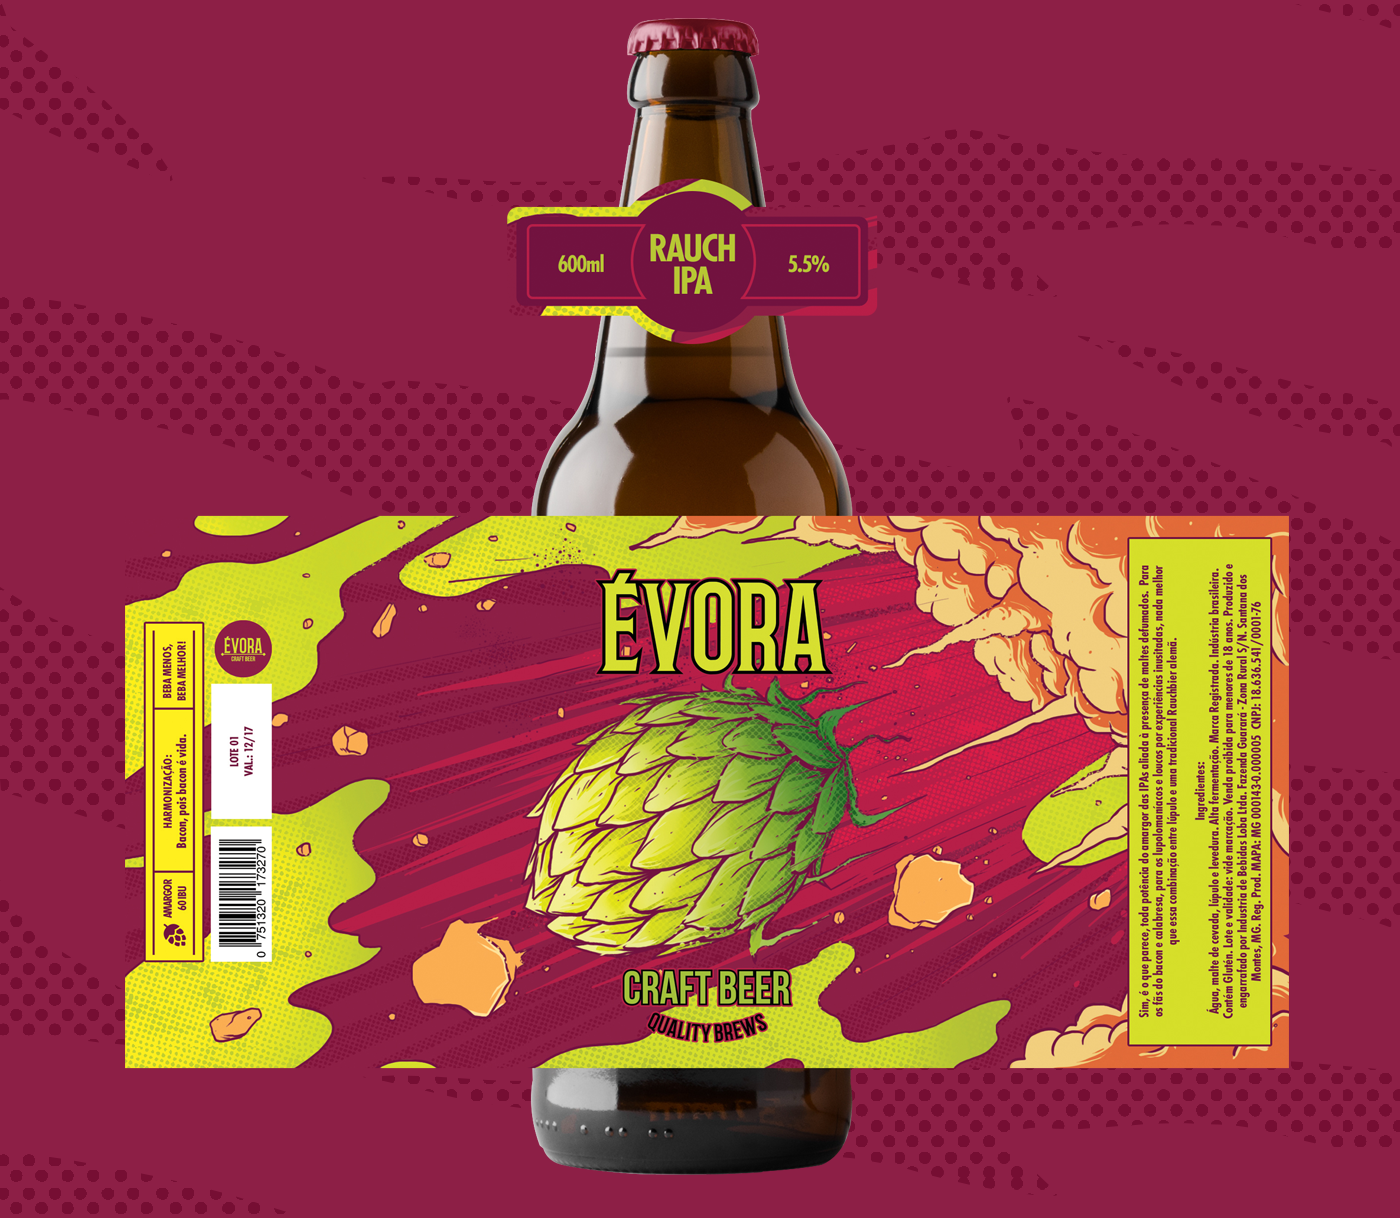 600ml
RAUCH
IPA
5.5%
ÉVORA
CRAFT BEER
QUALITY BREWS
AMARGOR
60 IBU
HARMONIZAÇÃO:
Bacon, pois bacon é vida.
BEBA MENOS,
BEBA MELHOR!
ÉVORA
CRAFT BEER
LOTE 01
VAL.: 12/17
0 751320 173270
Sim, é o que parece, toda potência do amargor das IPAs aliada à presença de maltes defumados. Para
os fãs do bacon e calabresa, para os lupolomaníacos e loucos por experiências inusitadas, nada melhor
que essa combinação entre lúpulo e uma tradicional Rauchbier alemã.
Ingredientes:
Água, malte de cevada, lúpulo e levedura. Alta fermentação. Marca Registrada. Indústria brasileira.
Contém Glutén. Lote e validade: vide marcação. Venda proibida para menores de 18 anos. Produzido e
engarrafado por Industria de Bebidas Loba Ltda. Fazenda Guarará - Zona Rural S/N. Santana dos
Montes, MG. Reg. Prod. MAPA: MG 000143-0.000005 CNPJ: 18.636.541/0001-76